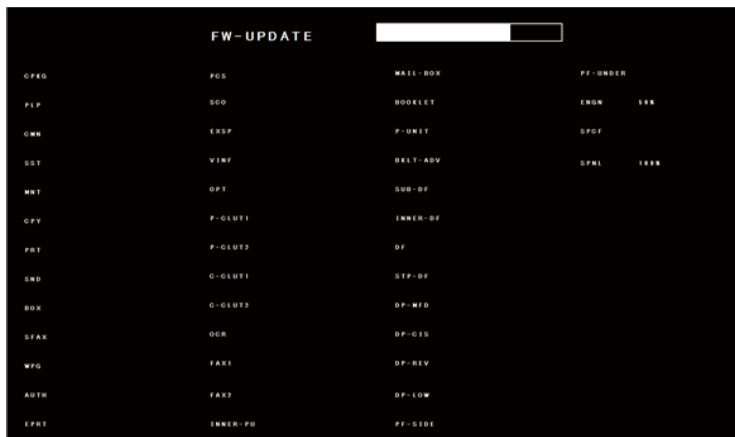 FW-UPDATE
CPKG PCS MAIL-BOX PF-UNDER
PLP SCO BOOKLET ENGN 50%
CMN EXSP P-UNIT SPCF
SST VINF BKLT-ADV SPNL 100%
MNT OPT SUB-DF
CPY P-CLUT1 INNER-DF
PRT P-CLUT2 DF
SND C-CLUT1 STP-DF
BOX C-CLUT2 DP-MFD
SFAX OCR DP-CIS
WPG FAX1 DP-REV
AUTH FAX2 DP-LOW
EPRT INNER-PU PF-SIDE